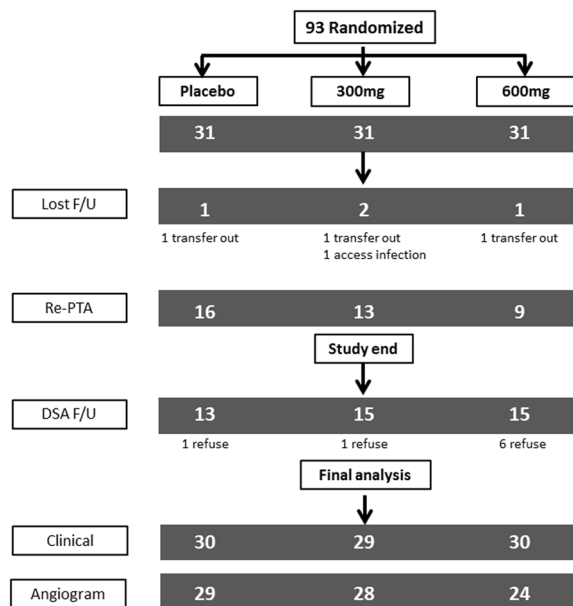 93 Randomized
Placebo 300mg 600mg
31 31 31
Lost F/U 1 2 1
1 transfer out 1 transfer out 1 transfer out
1 access infection
Re-PTA 16 13 9
Study end
DSA F/U 13 15 15
1 refuse 1 refuse 6 refuse
Final analysis
Clinical 30 29 30
Angiogram 29 28 24